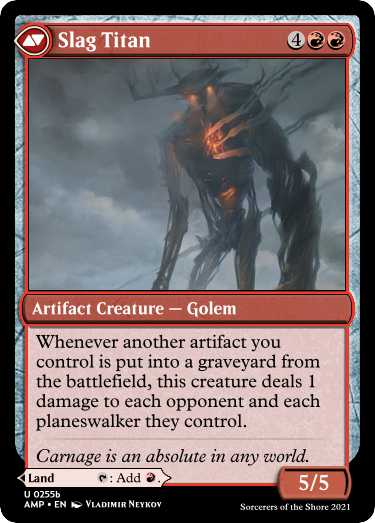 Slag Titan 4
Artifact Creature — Golem
Whenever another artifact you
control is put into a graveyard from
the battlefield, this creature deals 1
damage to each opponent and each
planeswalker they control.
Carnage is an absolute in any world.
Land : Add .
5/5
U 0255b
AMP • EN Vladimir Neykov
Sorcerers of the Shore 2021